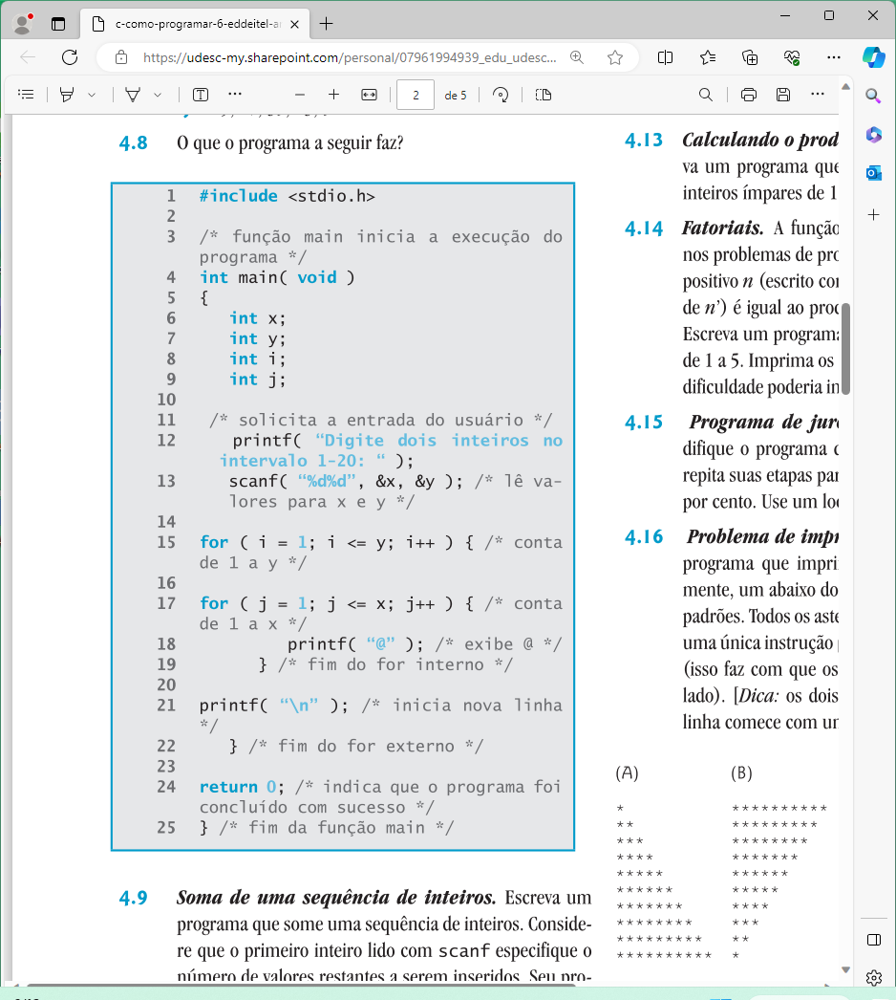 c-como-programar-6-eddeitel-an
https://udesc-my.sharepoint.com/personal/07961994939_edu_udesc...
2 de 5
4.8 O que o programa a seguir faz?
1 #include <stdio.h>
2
3 /* função main inicia a execução do
programa */
4 int main( void )
5 {
6 int x;
7 int y;
8 int i;
9 int j;
10
11 /* solicita a entrada do usuário */
12 printf( “Digite dois inteiros no
intervalo 1-20: “ );
13 scanf( “%d%d”, &x, &y ); /* lê va-
lores para x e y */
14
15 for ( i = 1; i <= y; i++ ) { /* conta
de 1 a y */
16
17 for ( j = 1; j <= x; j++ ) { /* conta
de 1 a x */
18 printf( “@” ); /* exibe @ */
19 } /* fim do for interno */
20
21 printf( “\n” ); /* inicia nova linha
*/
22 } /* fim do for externo */
23
24 return 0; /* indica que o programa foi
concluído com sucesso */
25 } /* fim da função main */
4.9 Soma de uma sequência de inteiros. Escreva um
programa que some uma sequência de inteiros. Conside-
re que o primeiro inteiro lido com scanf especifique o
número de valores restantes a serem inseridos. Seu pro-
4.13 Calculando o prod
va um programa que
inteiros ímpares de 1
4.14 Fatoriais. A função
nos problemas de pro
positivo n (escrito con
de n’) é igual ao prod
Escreva um programa
de 1 a 5. Imprima os
dificuldade poderia in
4.15 Programa de jur
difique o programa d
repita suas etapas par
por cento. Use um loo
4.16 Problema de impr
programa que impri
mente, um abaixo do
padrões. Todos os aste
uma única instrução
(isso faz com que os
lado). [Dica: os dois
linha comece com un
(A) (B)
* **********
** *********
*** ********
**** *******
***** ******
****** *****
******* ****
******** ***
********* **
********** *